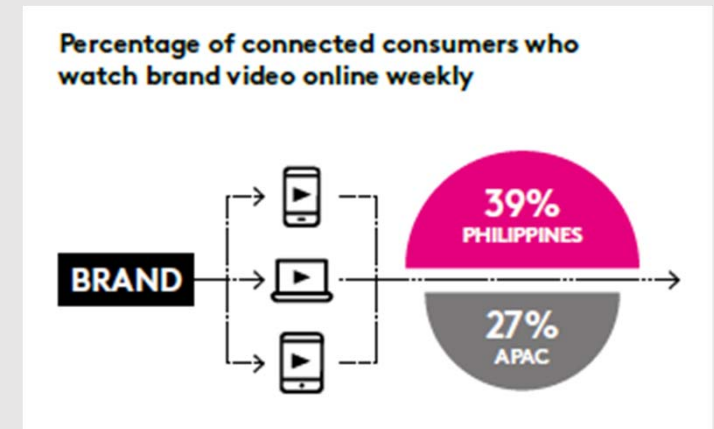 Percentage of connected consumers who
watch brand video online weekly
BRAND
39%
PHILIPPINES
27%
APAC